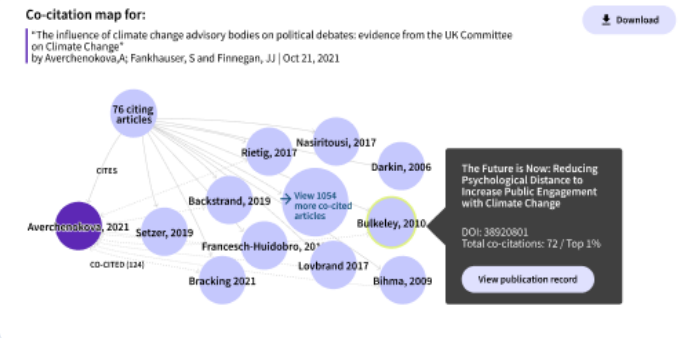 Co-citation map for:
Download
"The influence of climate change advisory bodies on political debates: evidence from the UK Committee
on Climate Change"
by Averchenokova,A; Fankhauser, S and Finnegan, JJ | Oct 21, 2021
76 citing
articles
Nasiritousi, 2017
Rietig, 2017
Darkin, 2006
CITES
The Future is Now: Reducing
Psychological Distance to
Increase Public Engagement
with Climate Change
Backstrand, 2019
View 1054
more co-cited
articles
Averchenokova, 2021
Setzer, 2019
Bulkeley, 2010
DOI: 38920801
Total co-citations: 72 / Top 1%
Francesch-Huidobro, 201
CO-CITED (124)
Lovbrand 2017
Bracking 2021
Bihma, 2009
View publication record